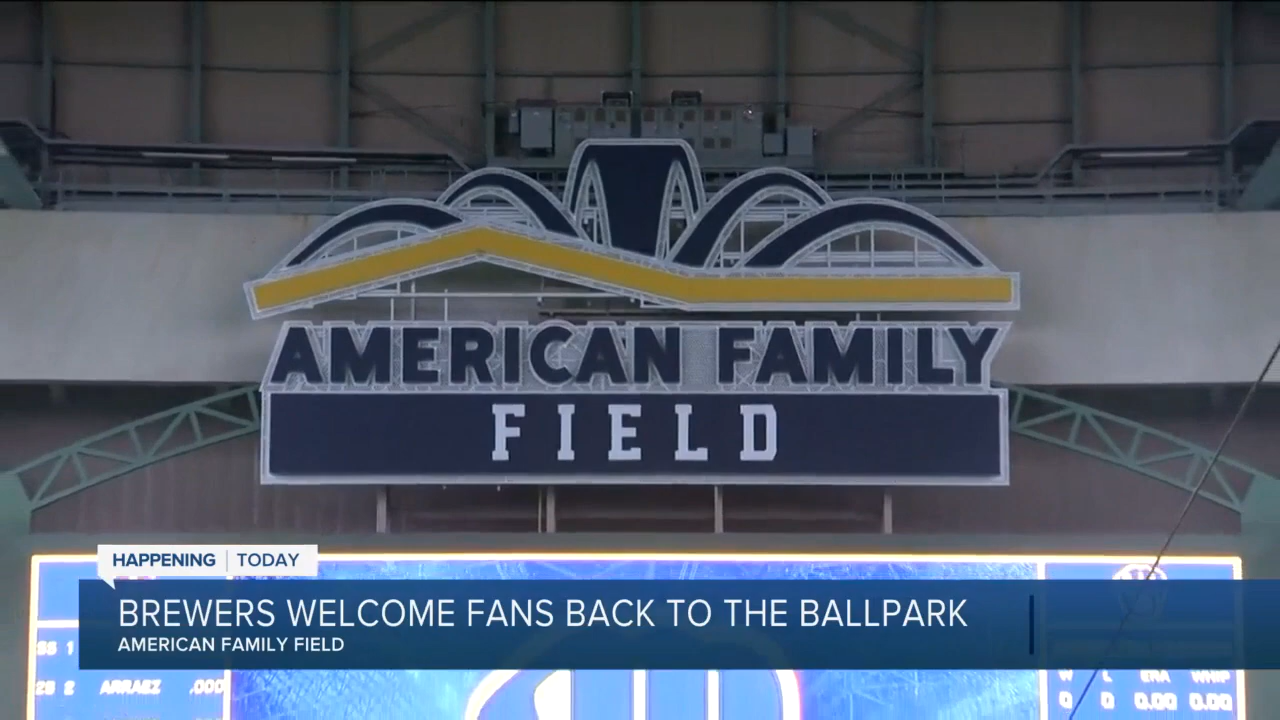 AMERICAN FAMILY
FIELD
HAPPENING | TODAY
BREWERS WELCOME FANS BACK TO THE BALLPARK
AMERICAN FAMILY FIELD
2 ARRAEZ .000
W L ERA WHIP
0 0 0.00 0.00